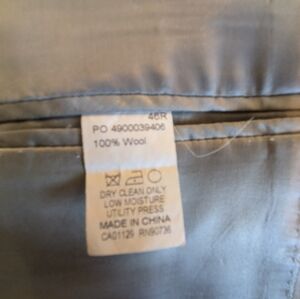 46R
PO 4900039406
100% Wool
DRY CLEAN ONLY
LOW MOISTURE
UTILITY PRESS
MADE IN CHINA
CA01129 RN90736